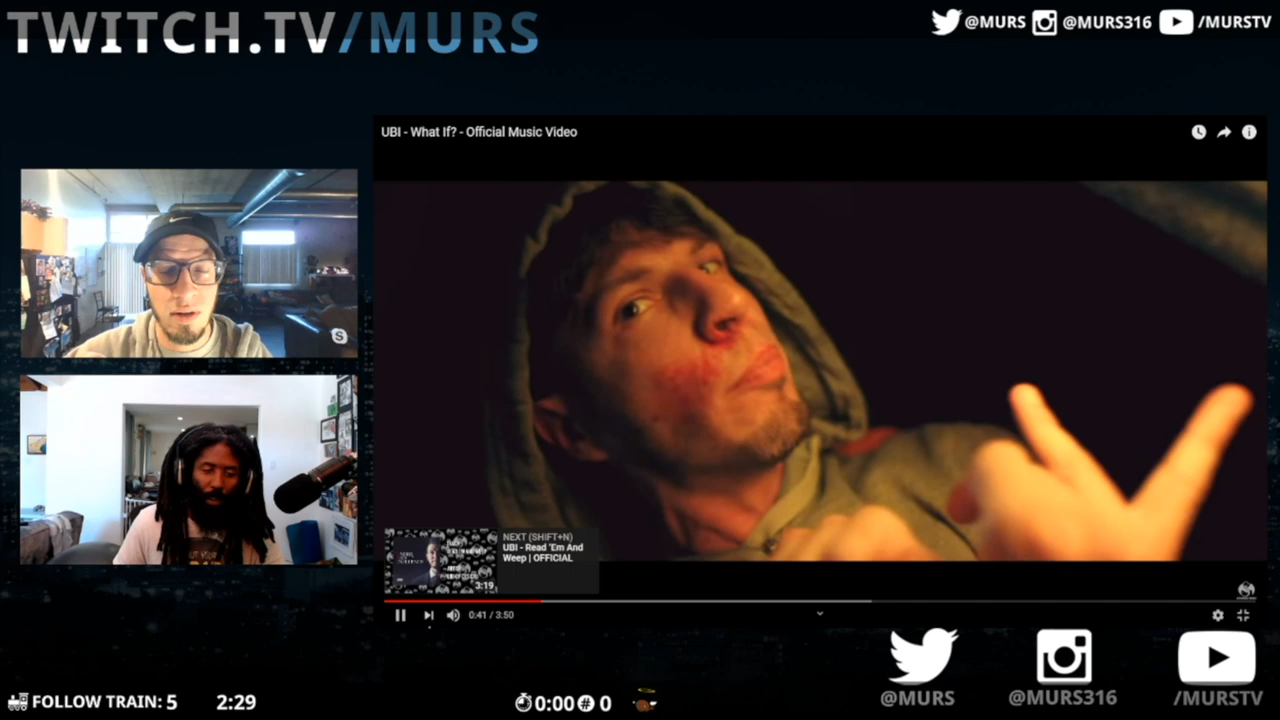 TWITCH.TV/MURS
@MURS @MURS316 /MURSTV
UBI - What If? - Official Music Video
NEXT (SHIFT+N)
UBI - Read 'Em And
Weep | OFFICIAL
3:19
0:41 / 3:50
@MURS @MURS316 /MURSTV
FOLLOW TRAIN: 5 2:29 0:00 # 0